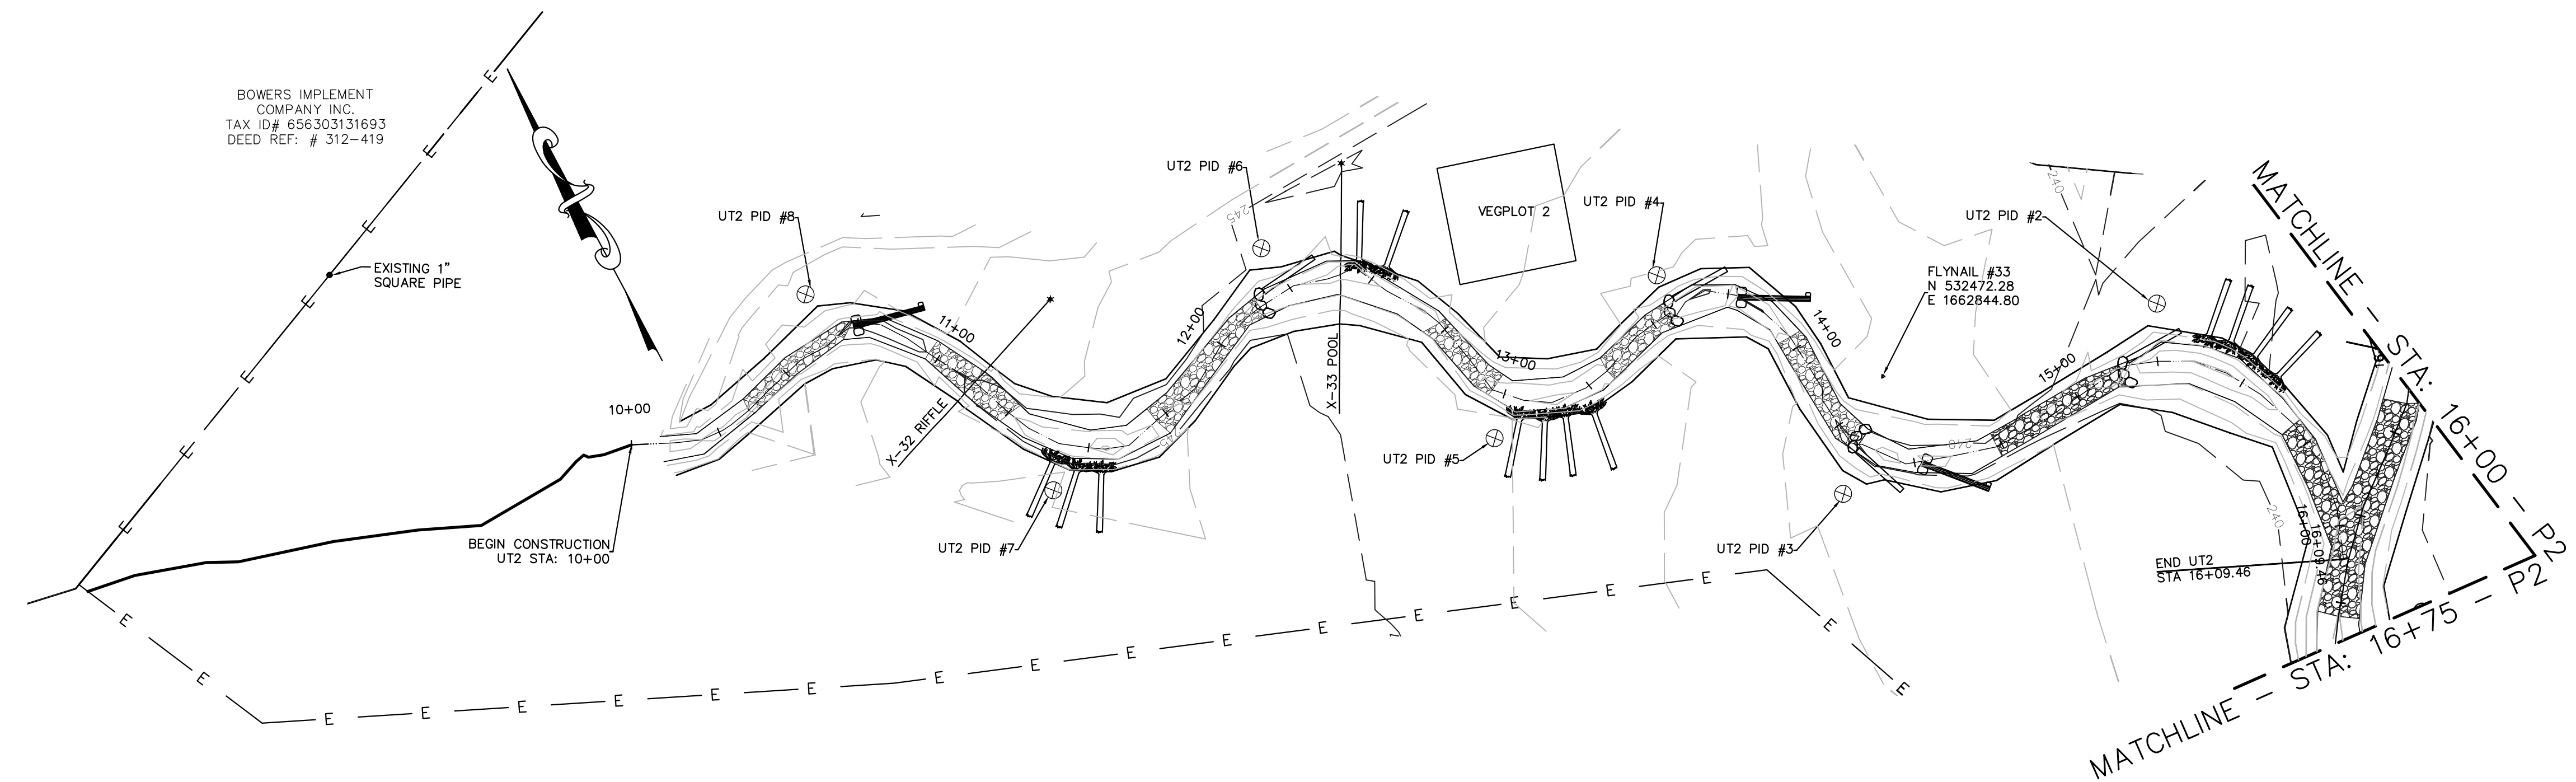 BOWERS IMPLEMENT
COMPANY INC.
TAX ID# 656303131693
DEED REF: # 312-419
EXISTING 1"
SQUARE PIPE
UT2 PID #8
UT2 PID #6
UT2 PID #4
UT2 PID #2
VEGPLOT 2
245
240
FLYNAIL #33
N 532472.28
E 1662844.80
10+00
11+00
12+00
13+00
14+00
15+00
16+00
16+09.46
X-32 RIFFLE
X-33 POOL
240
240
UT2 PID #7
UT2 PID #5
UT2 PID #3
BEGIN CONSTRUCTION
UT2 STA: 10+00
END UT2
STA 16+09.46
MATCHLINE - STA: 16+00 - P2
MATCHLINE - STA: 16+75 - P2
E E E E E E E
E E E E E E E E E E E E E E E E E E E